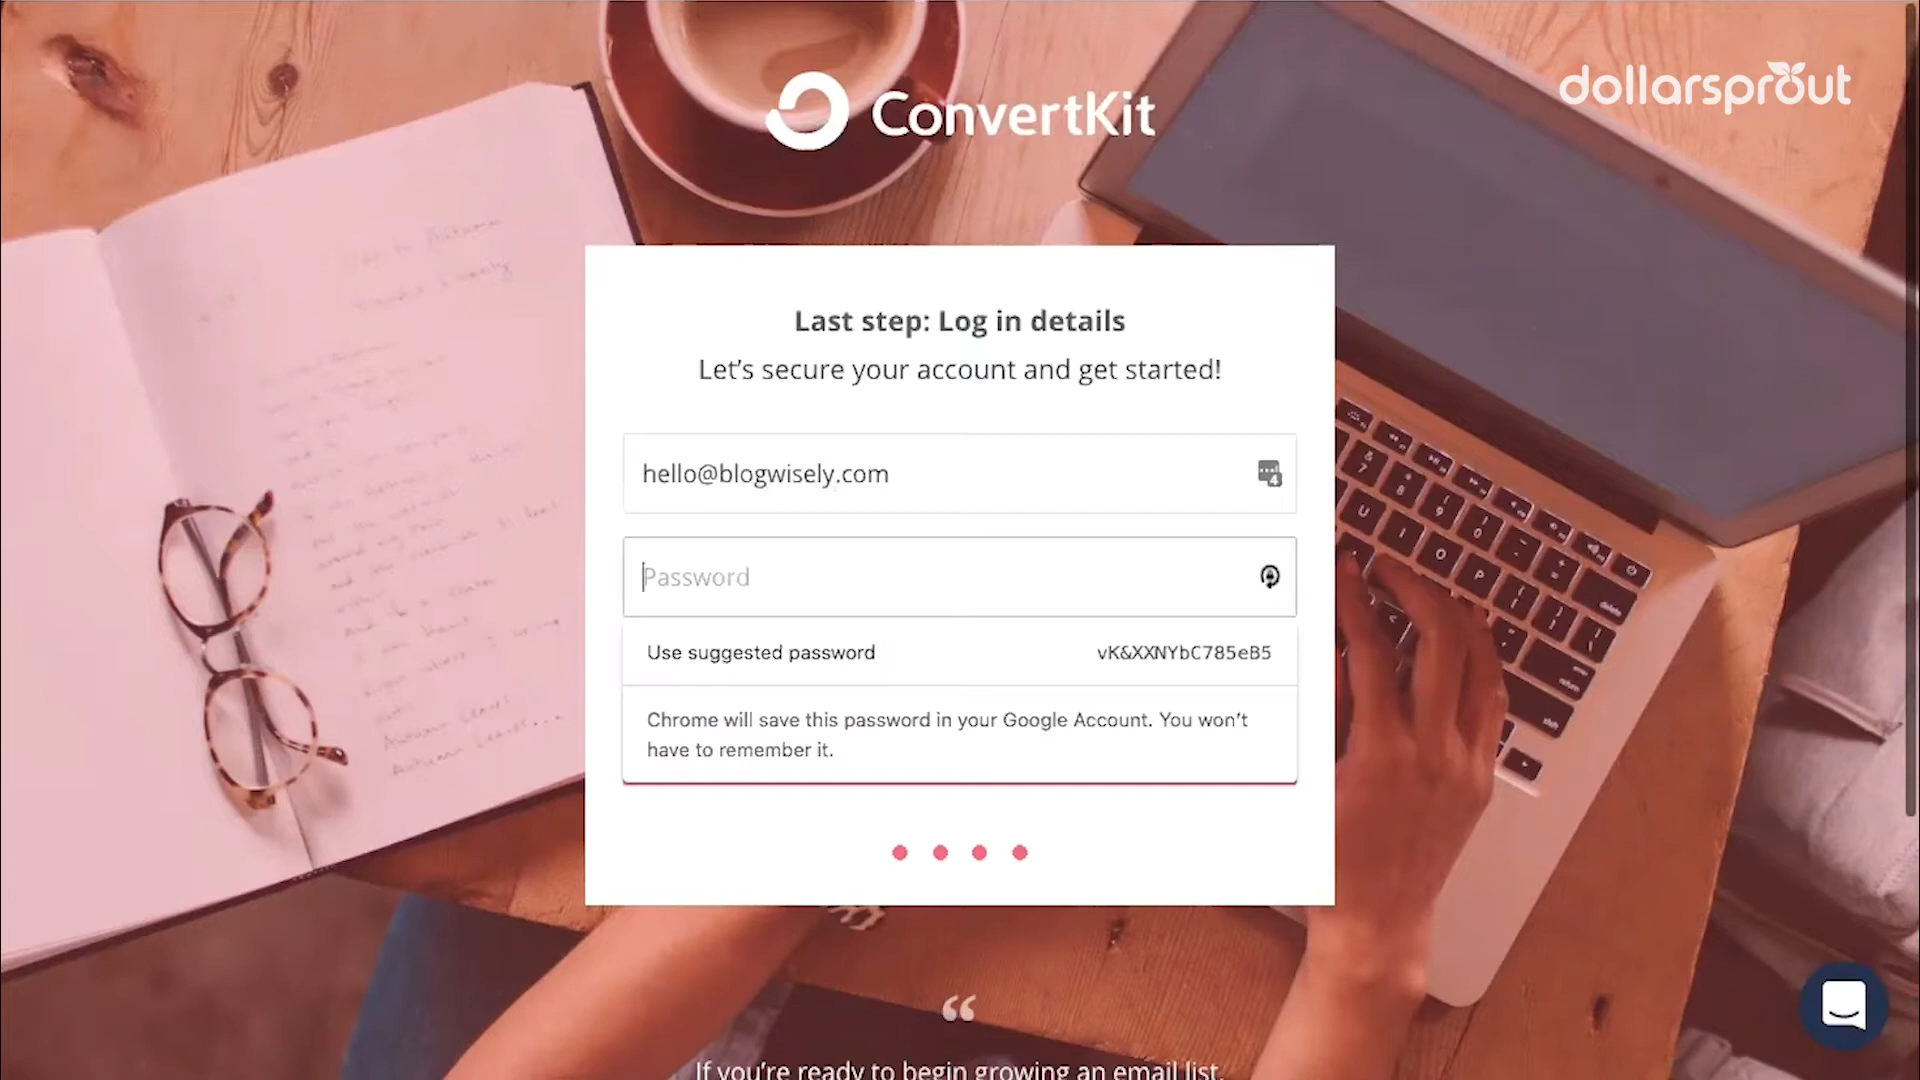 dollarsprout
ConvertKit
Last step: Log in details
Let's secure your account and get started!
hello@blogwisely.com
Password
Use suggested password vK&XXNYbC785eB5
Chrome will save this password in your Google Account. You won't
have to remember it.
“
If you're ready to begin growing an email list,